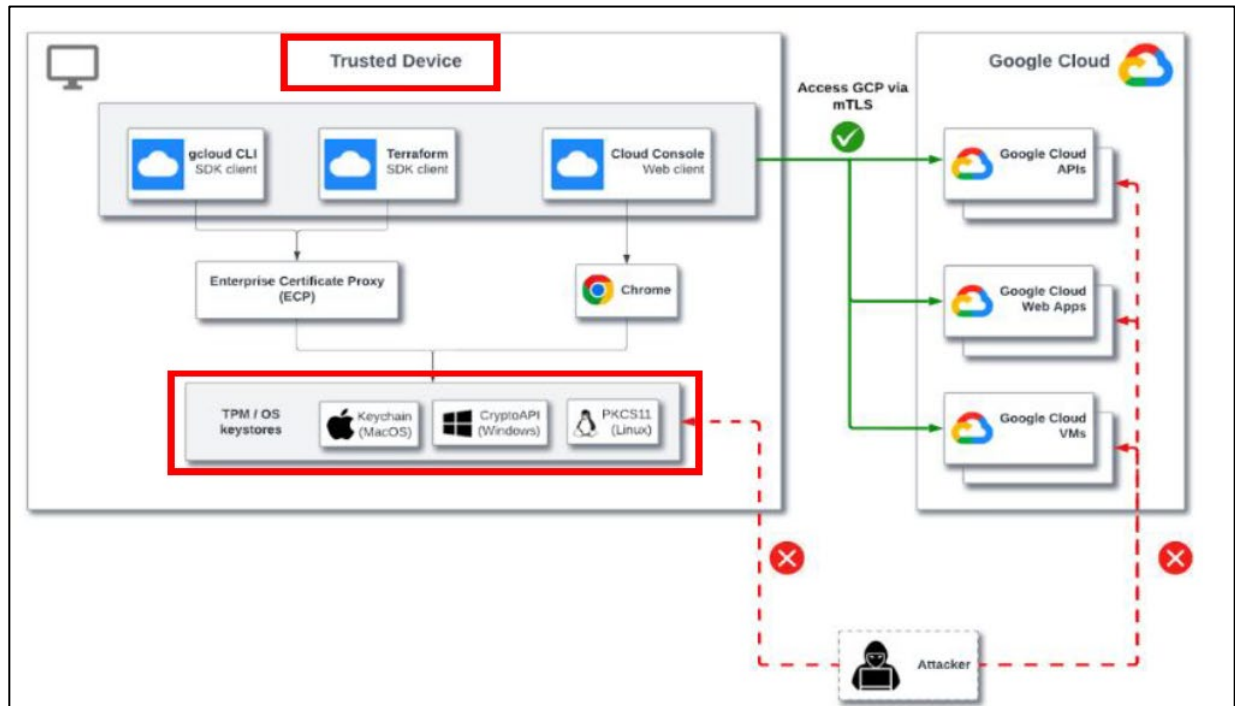 Trusted Device
gcloud CLI
SDK client
Terraform
SDK client
Cloud Console
Web client
Enterprise Certificate Proxy
(ECP)
Chrome
TPM / OS
keystores
Keychain
(MacOS)
CryptoAPI
(Windows)
PKCS11
(Linux)
Access GCP via
mTLS
Google Cloud
Google Cloud
APIs
Google Cloud
Web Apps
Google Cloud
VMs
Attacker